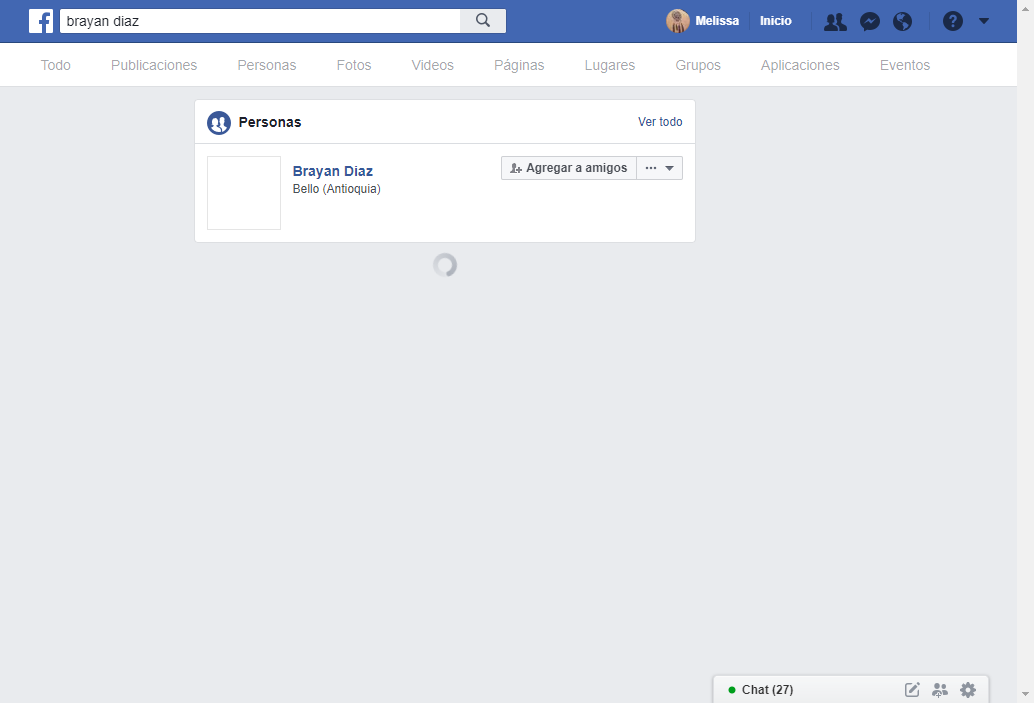 brayan diaz
Melissa Inicio
Todo Publicaciones Personas Fotos Videos Páginas Lugares Grupos Aplicaciones Eventos
Personas Ver todo
Brayan Diaz Agregar a amigos
Bello (Antioquia)
Chat (27)